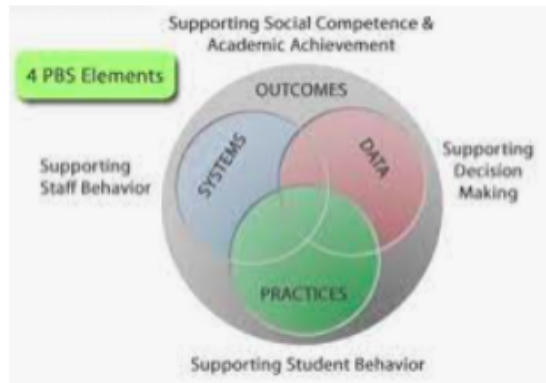 Supporting Social Competence &
Academic Achievement
4 PBS Elements
OUTCOMES
SYSTEMS
DATA
Supporting
Staff Behavior
Supporting
Decision
Making
PRACTICES
Supporting Student Behavior